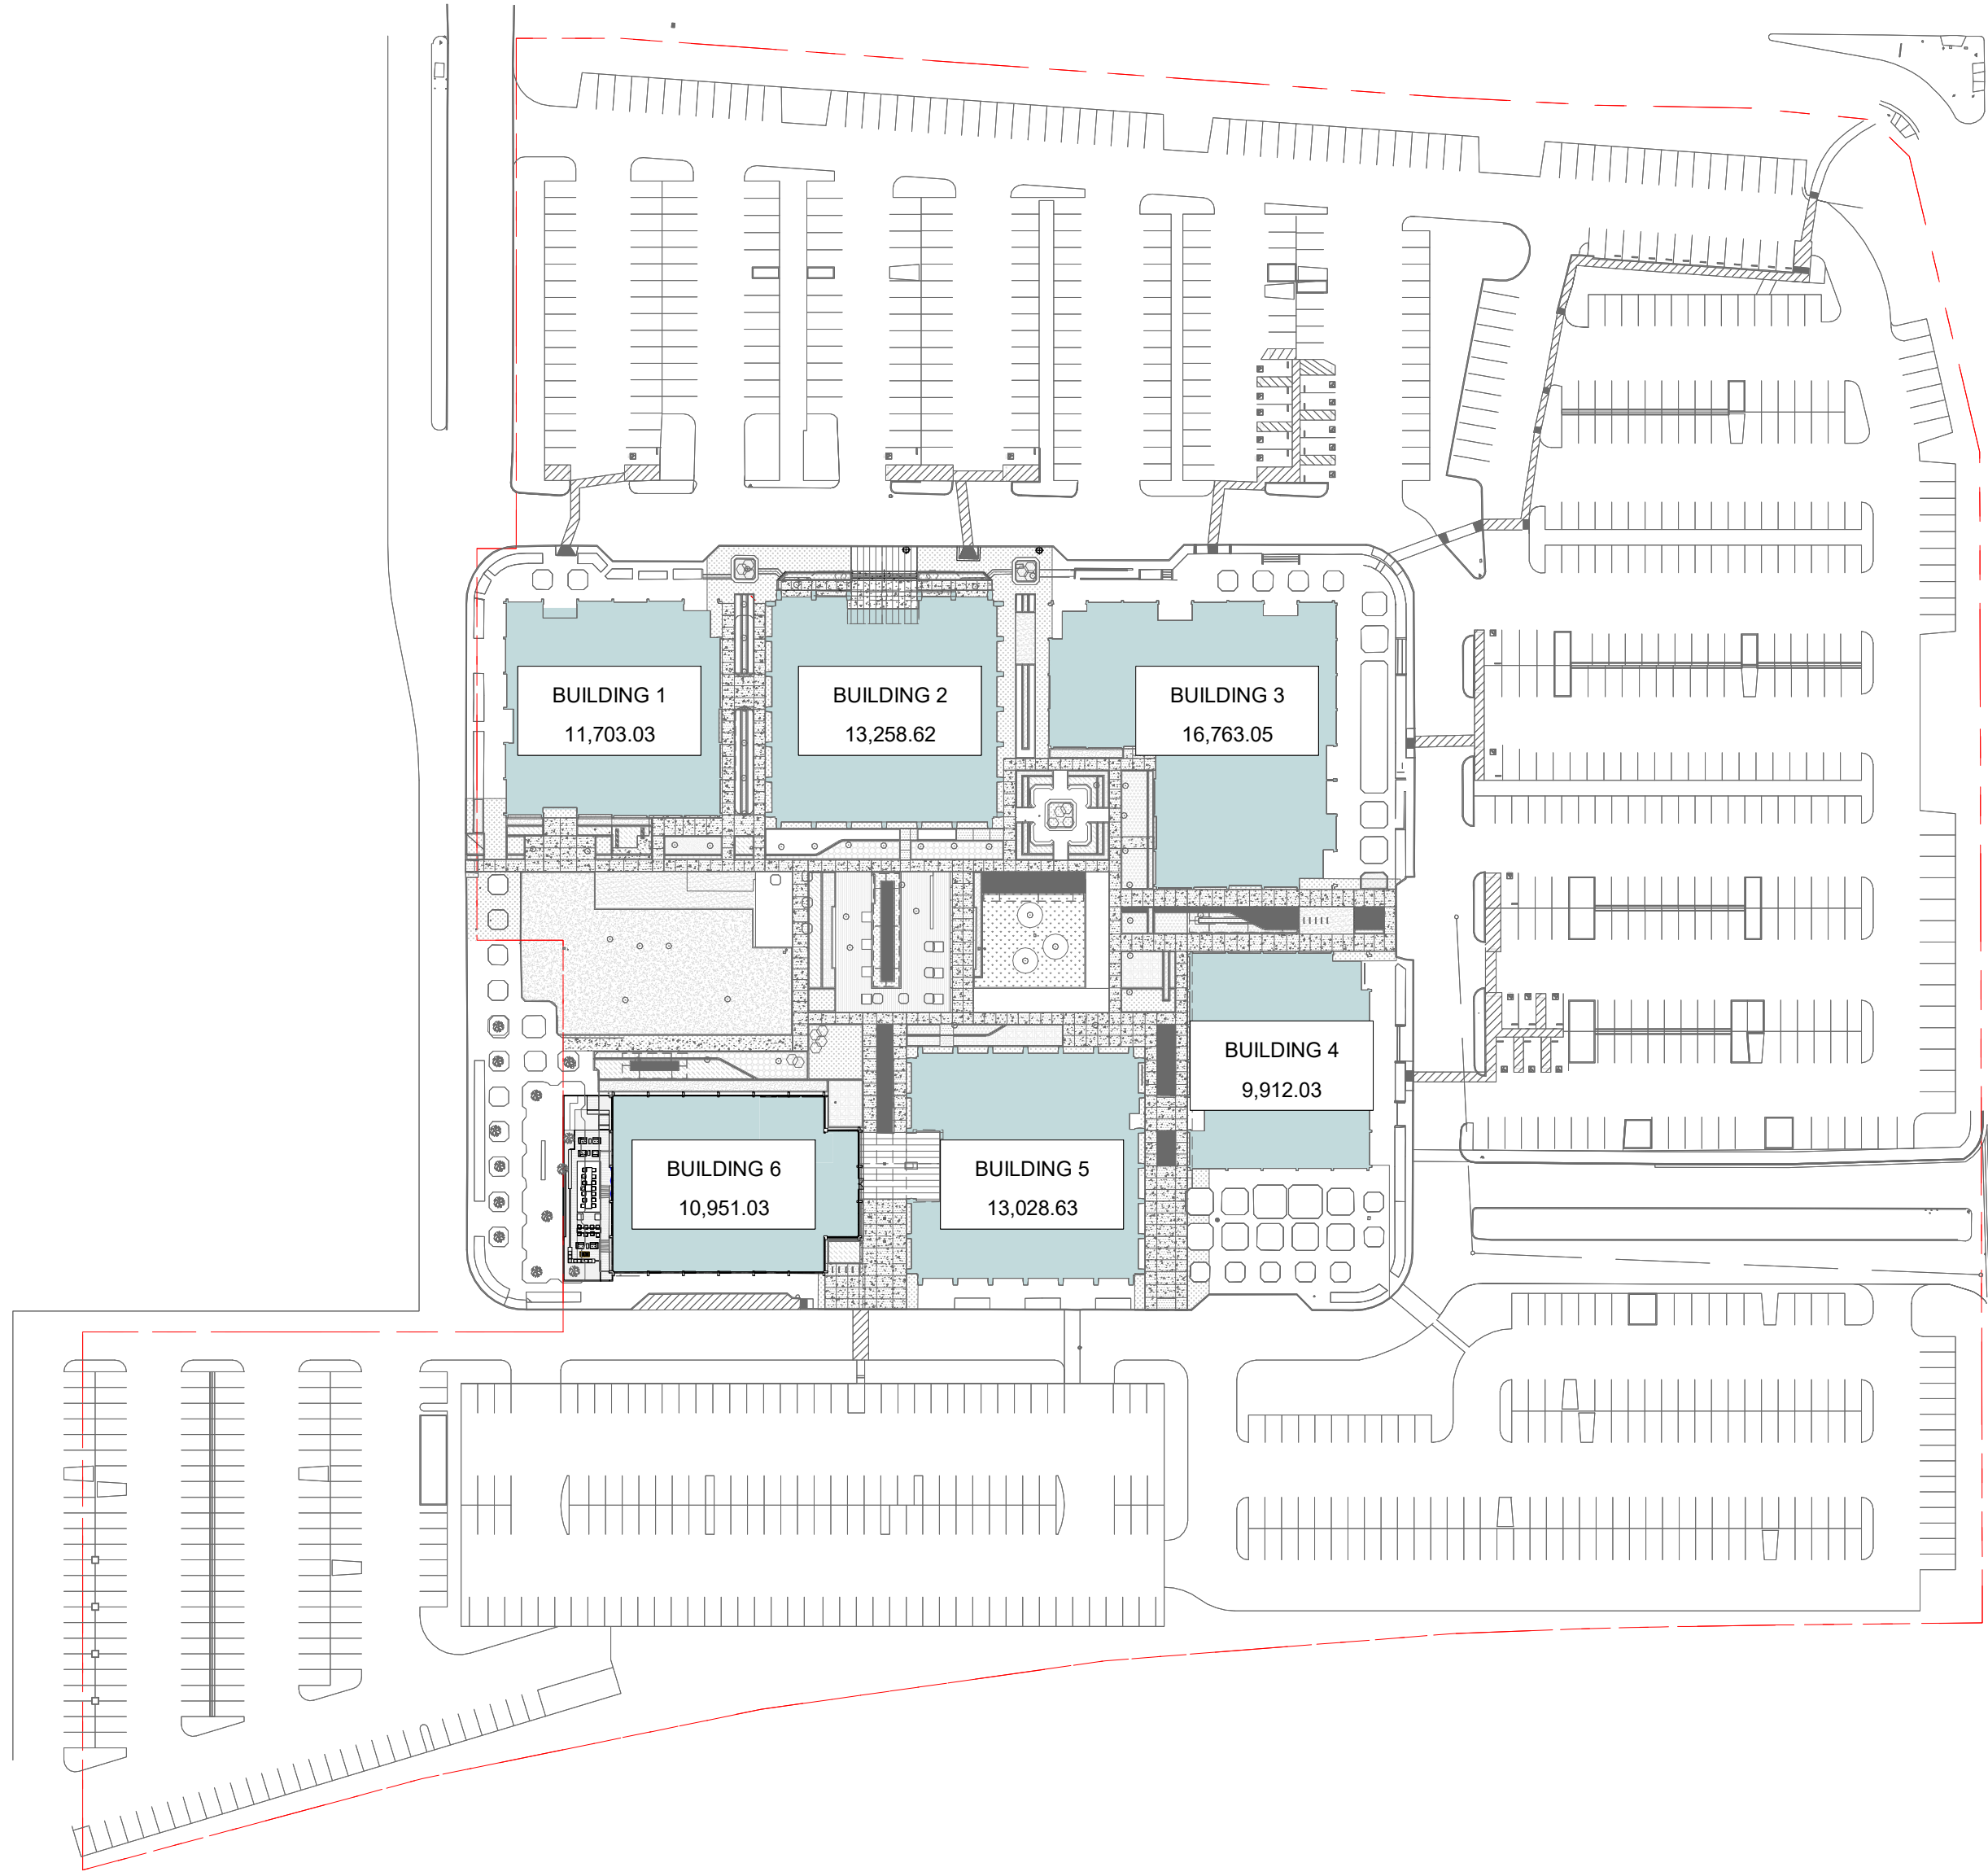 BUILDING 1
11,703.03
BUILDING 2
13,258.62
BUILDING 3
16,763.05
BUILDING 4
9,912.03
BUILDING 6
10,951.03
BUILDING 5
13,028.63